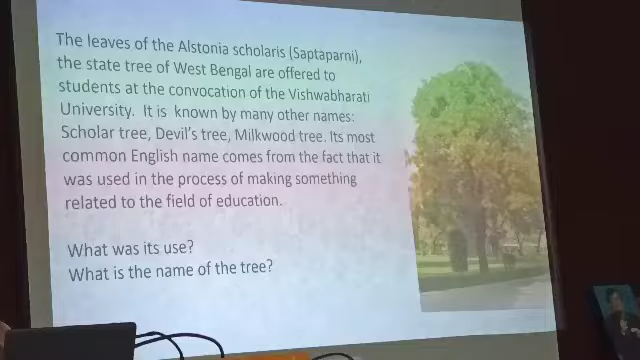 The leaves of the Alstonia scholaris (Saptaparni),
the state tree of West Bengal are offered to
students at the convocation of the Vishwabharati
University. It is known by many other names:
Scholar tree, Devil's tree, Milkwood tree. Its most
common English name comes from the fact that it
was used in the process of making something
related to the field of education.
What was its use?
What is the name of the tree?